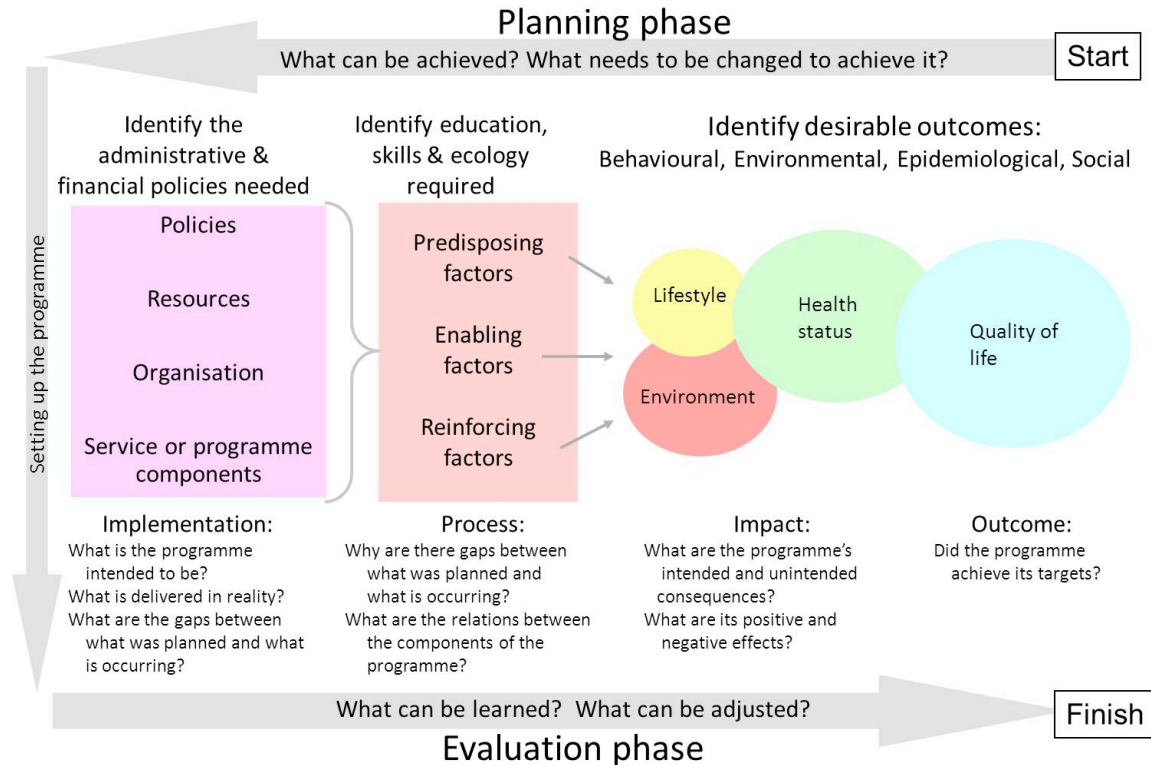 Planning phase
What can be achieved? What needs to be changed to achieve it?
Start
Setting up the programme
Identify the
administrative &
financial policies needed
Policies
Resources
Organisation
Service or programme
components
Identify education,
skills & ecology
required
Predisposing
factors
Enabling
factors
Reinforcing
factors
Identify desirable outcomes:
Behavioural, Environmental, Epidemiological, Social
Lifestyle
Environment
Health
status
Quality of
life
Implementation:
What is the programme
intended to be?
What is delivered in reality?
What are the gaps between
what was planned and what
is occurring?
Process:
Why are there gaps between
what was planned and
what is occurring?
What are the relations between
the components of the
programme?
Impact:
What are the programme’s
intended and unintended
consequences?
What are its positive and
negative effects?
Outcome:
Did the programme
achieve its targets?
What can be learned? What can be adjusted?
Finish
Evaluation phase